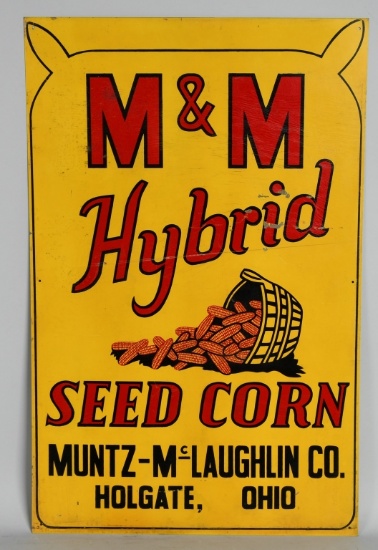 M & M
Hybrid
SEED CORN
MUNTZ-McLAUGHLIN CO.
HOLGATE, OHIO